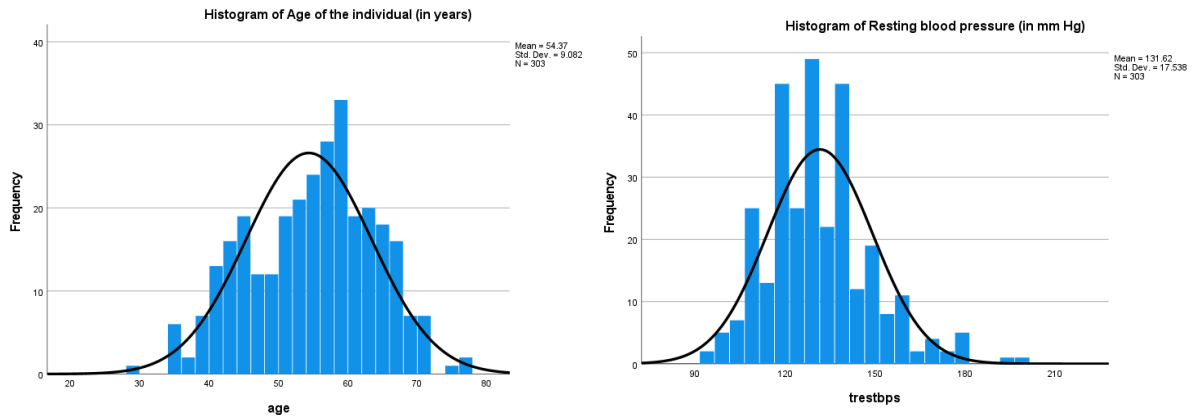 Histogram of Age of the individual (in years)
Mean = 54.37
Std. Dev. = 9.082
N = 303
40
30
20
10
0
Frequency
20 30 40 50 60 70 80
age
Histogram of Resting blood pressure (in mm Hg)
Mean = 131.62
Std. Dev. = 17.538
N = 303
50
40
30
20
10
0
Frequency
90 120 150 180 210
trestbps